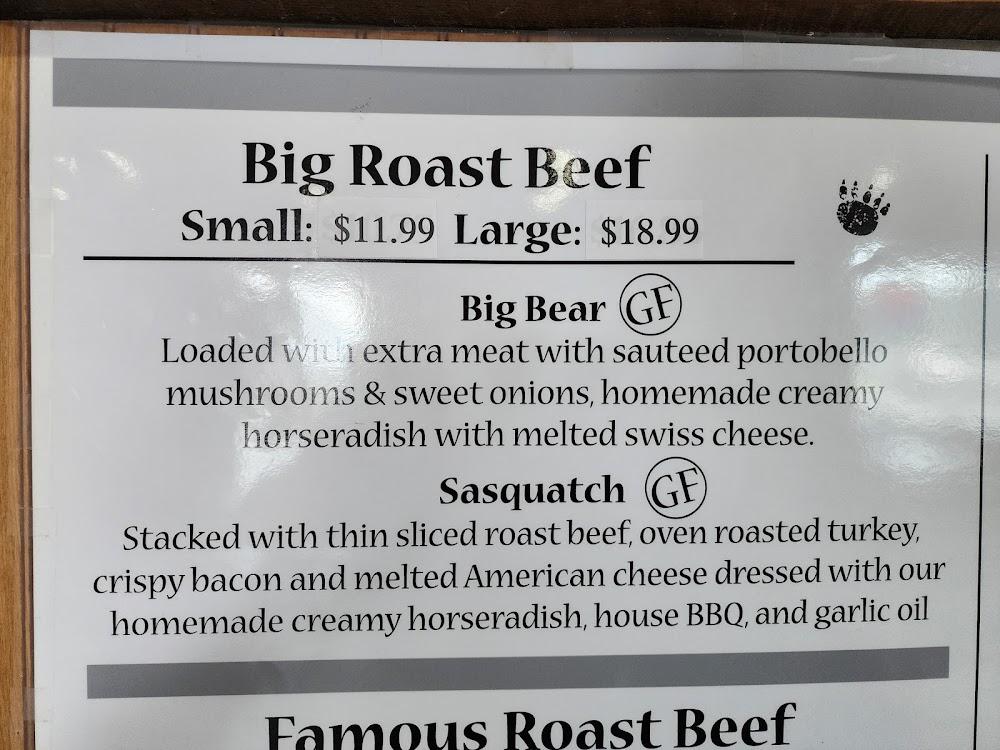 Big Roast Beef
Small: $11.99 Large: $18.99
Big Bear GF
Loaded with extra meat with sauteed portobello
mushrooms & sweet onions, homemade creamy
horseradish with melted swiss cheese.
Sasquatch GF
Stacked with thin sliced roast beef, oven roasted turkey,
crispy bacon and melted American cheese dressed with our
homemade creamy horseradish, house BBQ, and garlic oil
Famous Roast Beef